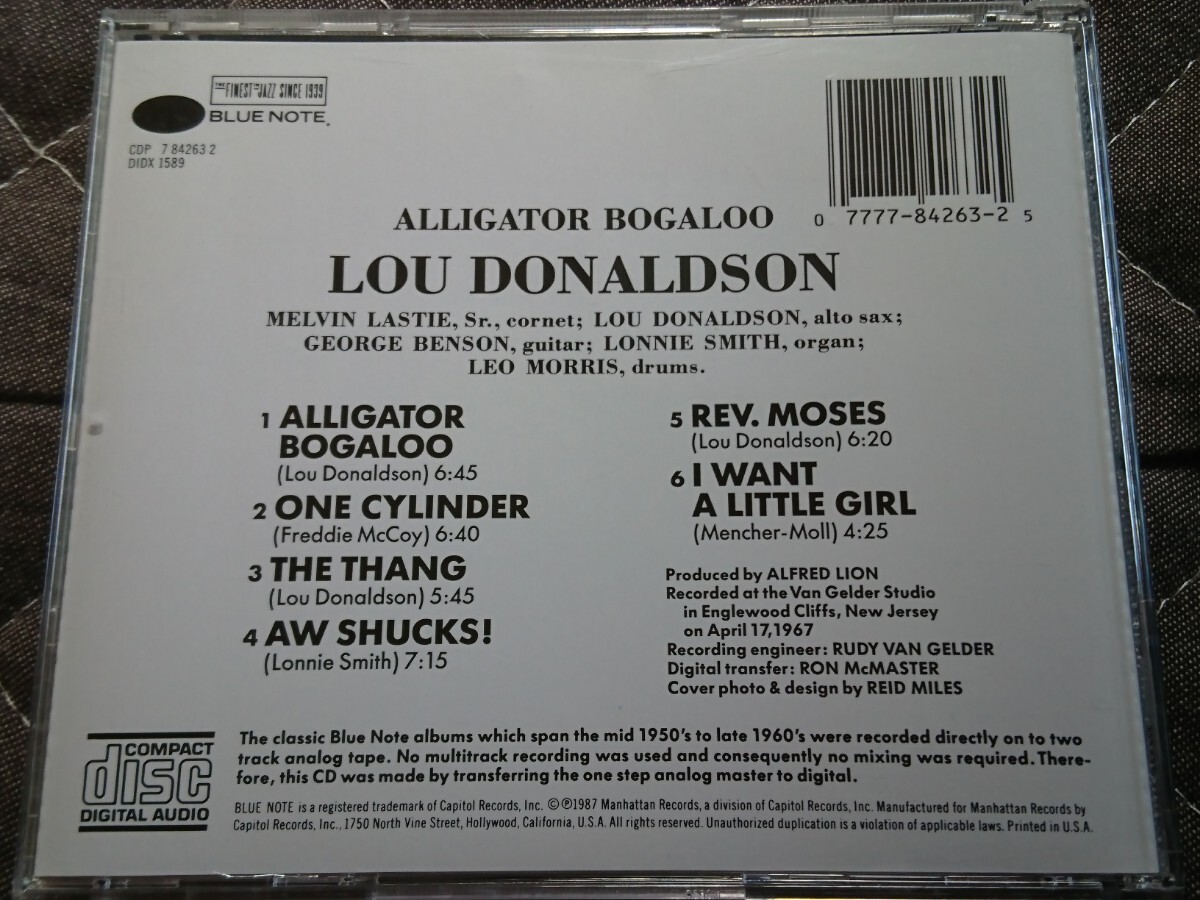 THE FINEST IN JAZZ SINCE 1939
BLUE NOTE.
CDP 7 84263 2
DIDX 1589
0 7777-84263-2 5
ALLIGATOR BOGALOO
LOU DONALDSON
MELVIN LASTIE, Sr., cornet; LOU DONALDSON, alto sax;
GEORGE BENSON, guitar; LONNIE SMITH, organ;
LEO MORRIS, drums.
1 ALLIGATOR
BOGALOO
(Lou Donaldson) 6:45
2 ONE CYLINDER
(Freddie McCoy) 6:40
3 THE THANG
(Lou Donaldson) 5:45
4 AW SHUCKS!
(Lonnie Smith) 7:15
5 REV. MOSES
(Lou Donaldson) 6:20
6 I WANT
A LITTLE GIRL
(Mencher-Moll) 4:25
Produced by ALFRED LION
Recorded at the Van Gelder Studio
in Englewood Cliffs, New Jersey
on April 17,1967
Recording engineer: RUDY VAN GELDER
Digital transfer: RON McMASTER
Cover photo & design by REID MILES
COMPACT
disc
DIGITAL AUDIO
The classic Blue Note albums which span the mid 1950's to late 1960's were recorded directly on to two
track analog tape. No multitrack recording was used and consequently no mixing was required. There-
fore, this CD was made by transferring the one step analog master to digital.
BLUE NOTE is a registered trademark of Capitol Records, Inc. ©℗1987 Manhattan Records, a division of Capitol Records, Inc. Manufactured for Manhattan Records by
Capitol Records, Inc., 1750 North Vine Street, Hollywood, California, U.S.A. All rights reserved. Unauthorized duplication is a violation of applicable laws. Printed in U.S.A.